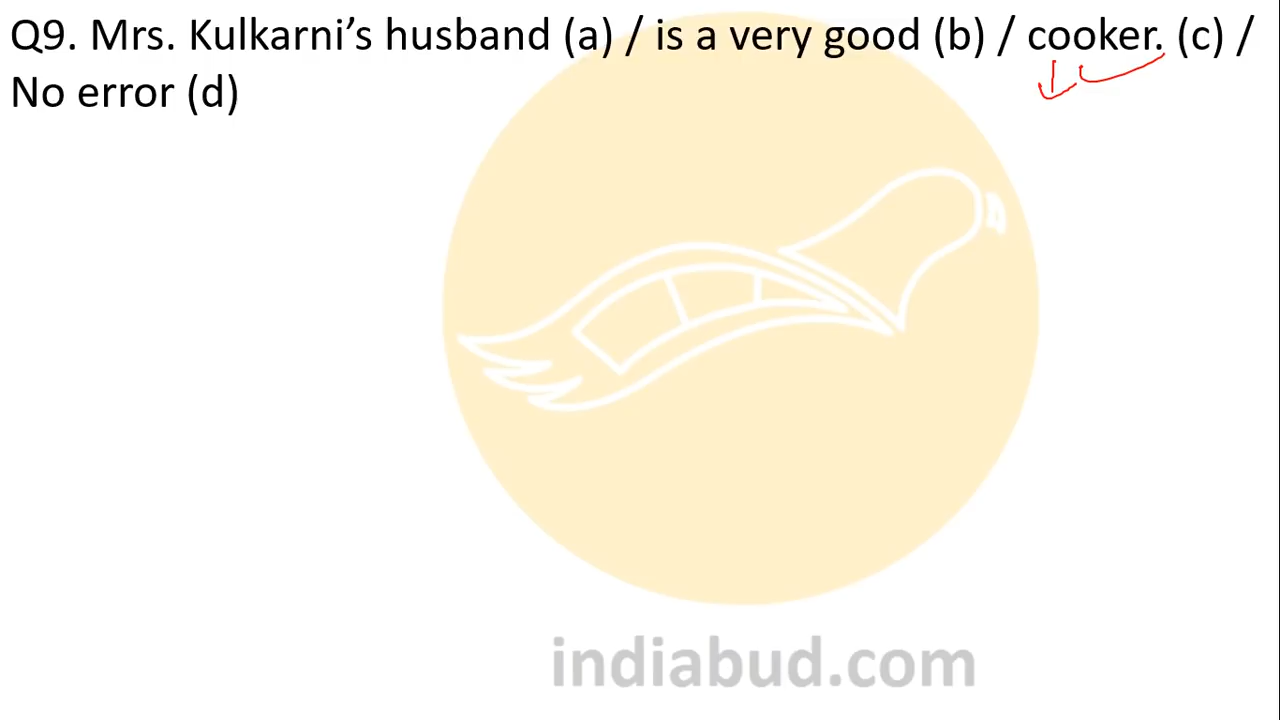 Q9. Mrs. Kulkarni’s husband (a) / is a very good (b) / cooker. (c) /
No error (d)
indiabud.com